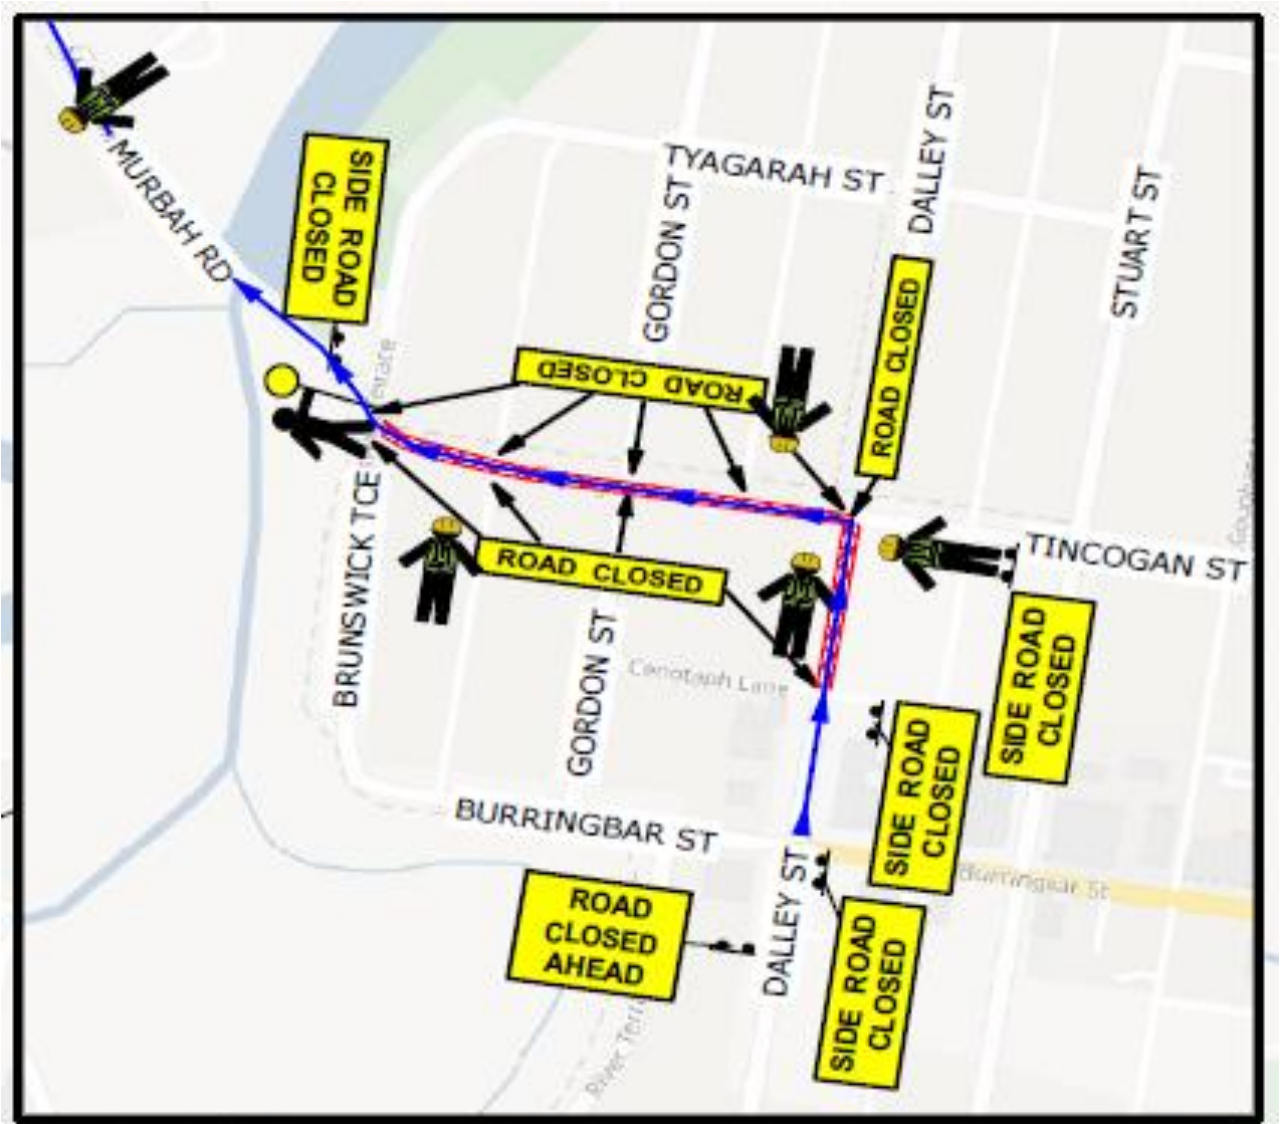 MURBAH RD
SIDE ROAD
CLOSED
TYAGARAH ST
DALLEY ST
GORDON ST
STUART ST
ROAD CLOSED
ROAD CLOSED
TINCOGAN ST
BRUNSWICK TCE
ROAD CLOSED
SIDE ROAD
CLOSED
GORDON ST
Cenotaph Lane
SIDE ROAD
CLOSED
BURRINGBAR ST
Burringbar St
DALLEY ST
ROAD
CLOSED
AHEAD
SIDE ROAD
CLOSED
River Terr